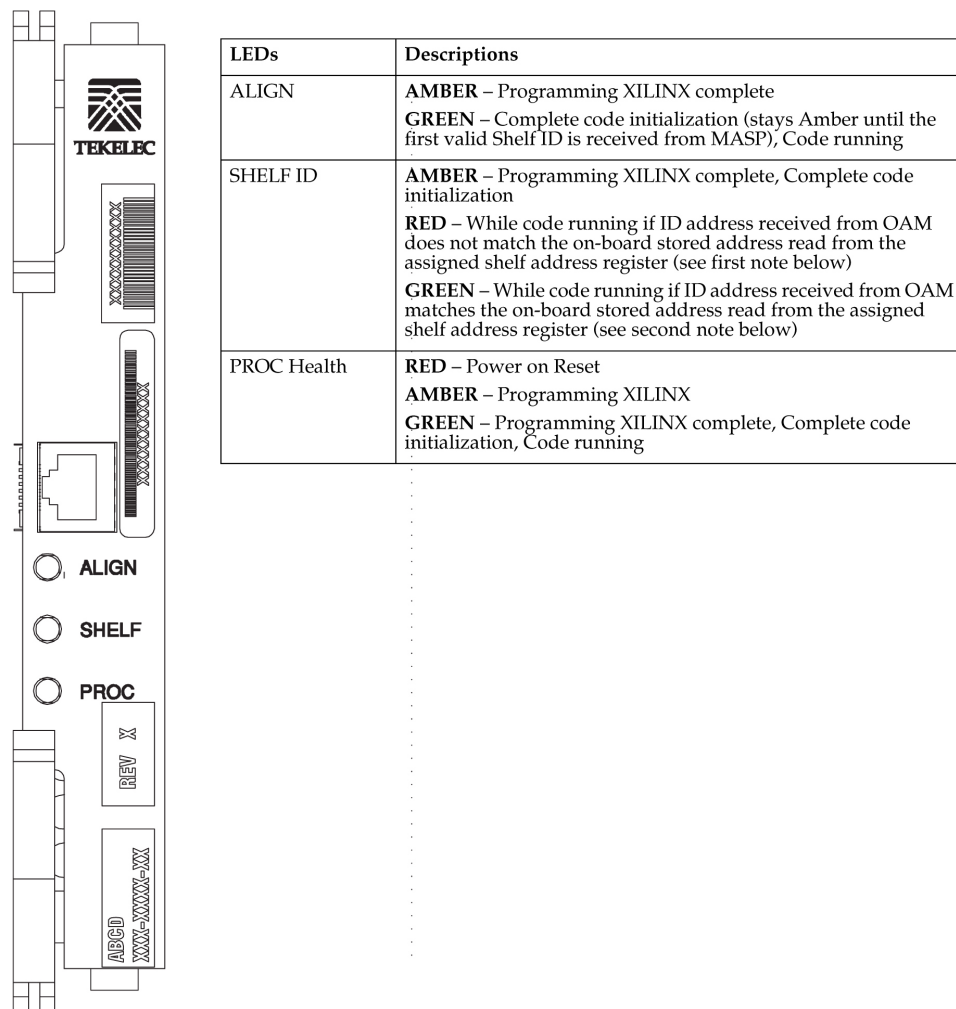 TEKELEC
XXXXXXXXXX
XXXXXXXXXX
ALIGN
SHELF
PROC
REV X
ABCD
XXX-XXXX-XX
LEDs Descriptions
ALIGN AMBER – Programming XILINX complete
GREEN – Complete code initialization (stays Amber until the
first valid Shelf ID is received from MASP), Code running
SHELF ID AMBER – Programming XILINX complete, Complete code
initialization
RED – While code running if ID address received from OAM
does not match the on-board stored address read from the
assigned shelf address register (see first note below)
GREEN – While code running if ID address received from OAM
matches the on-board stored address read from the assigned
shelf address register (see second note below)
PROC Health RED – Power on Reset
AMBER – Programming XILINX
GREEN – Programming XILINX complete, Complete code
initialization, Code running